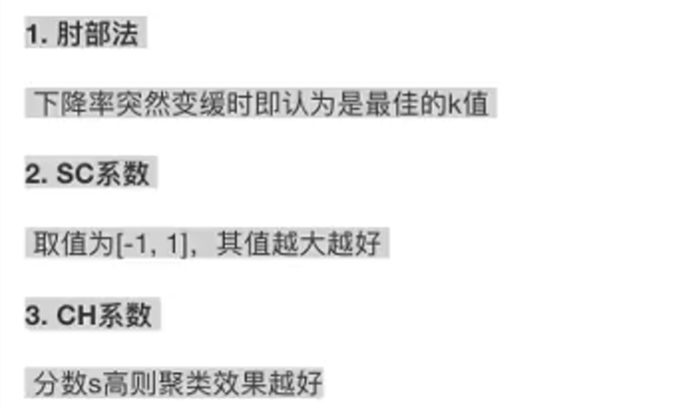 1. 肘部法
下降率突然变缓时即认为是最佳的k值
2. SC系数
取值为[-1, 1]，其值越大越好
3. CH系数
分数s高则聚类效果越好